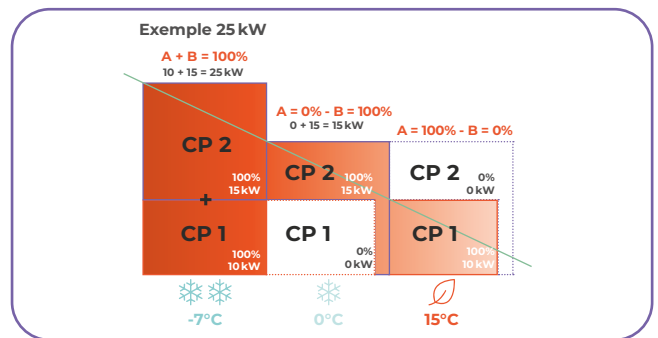 Exemple 25 kW
A + B = 100%
10 + 15 = 25 kW
A = 0% - B = 100%
0 + 15 = 15 kW
A = 100% - B = 0%
CP 2
100%
15 kW
CP 2
100%
15 kW
CP 2
0%
0 kW
+
CP 1
100%
10 kW
CP 1
0%
0 kW
CP 1
100%
10 kW
-7°C
0°C
15°C